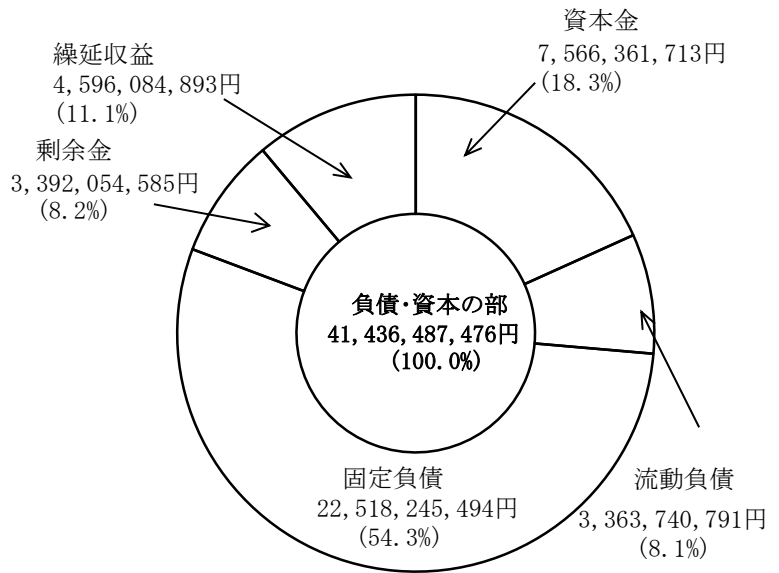 資本金
7,566,361,713円
(18.3%)
繰延収益
4,596,084,893円
(11.1%)
剰余金
3,392,054,585円
(8.2%)
負債・資本の部
41,436,487,476円
(100.0%)
固定負債
22,518,245,494円
(54.3%)
流動負債
3,363,740,791円
(8.1%)